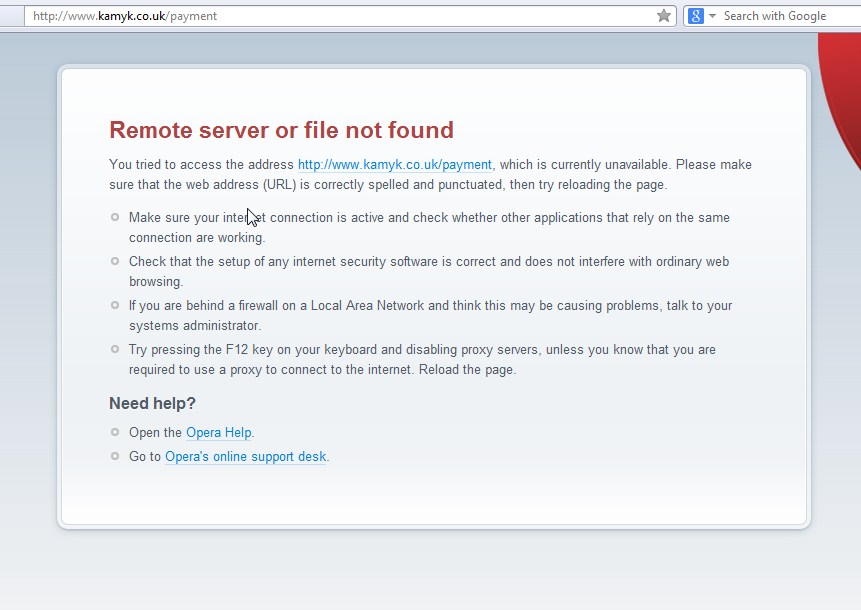 http://www.kamyk.co.uk/payment
8 Search with Google
Remote server or file not found
You tried to access the address http://www.kamyk.co.uk/payment, which is currently unavailable. Please make
sure that the web address (URL) is correctly spelled and punctuated, then try reloading the page.
Make sure your internet connection is active and check whether other applications that rely on the same
connection are working.
Check that the setup of any internet security software is correct and does not interfere with ordinary web
browsing.
If you are behind a firewall on a Local Area Network and think this may be causing problems, talk to your
systems administrator.
Try pressing the F12 key on your keyboard and disabling proxy servers, unless you know that you are
required to use a proxy to connect to the internet. Reload the page.
Need help?
Open the Opera Help.
Go to Opera's online support desk.